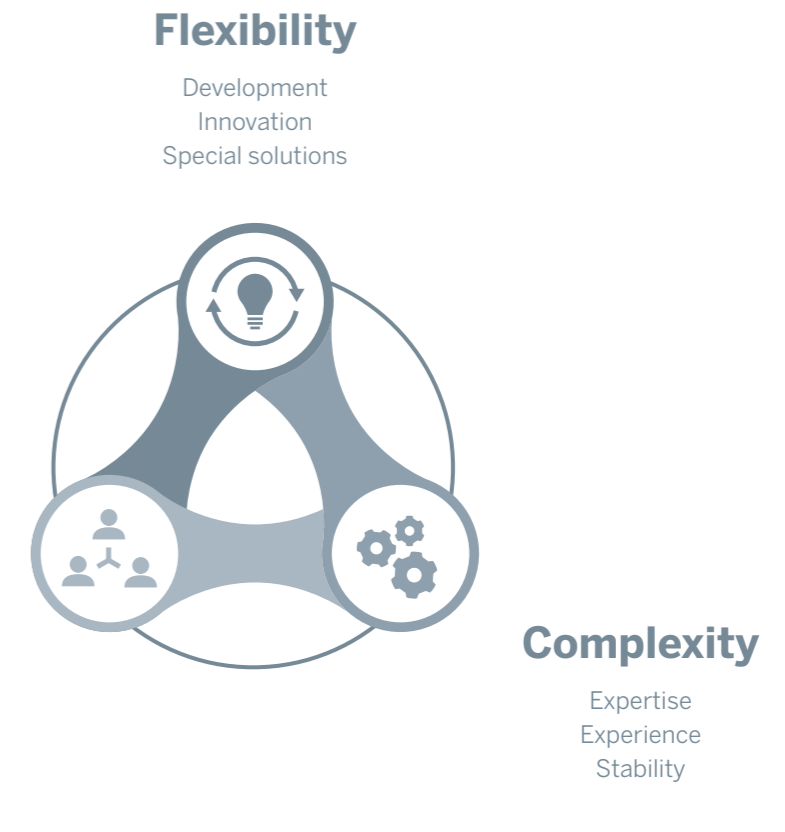 Flexibility
Development
Innovation
Special solutions
Complexity
Expertise
Experience
Stability